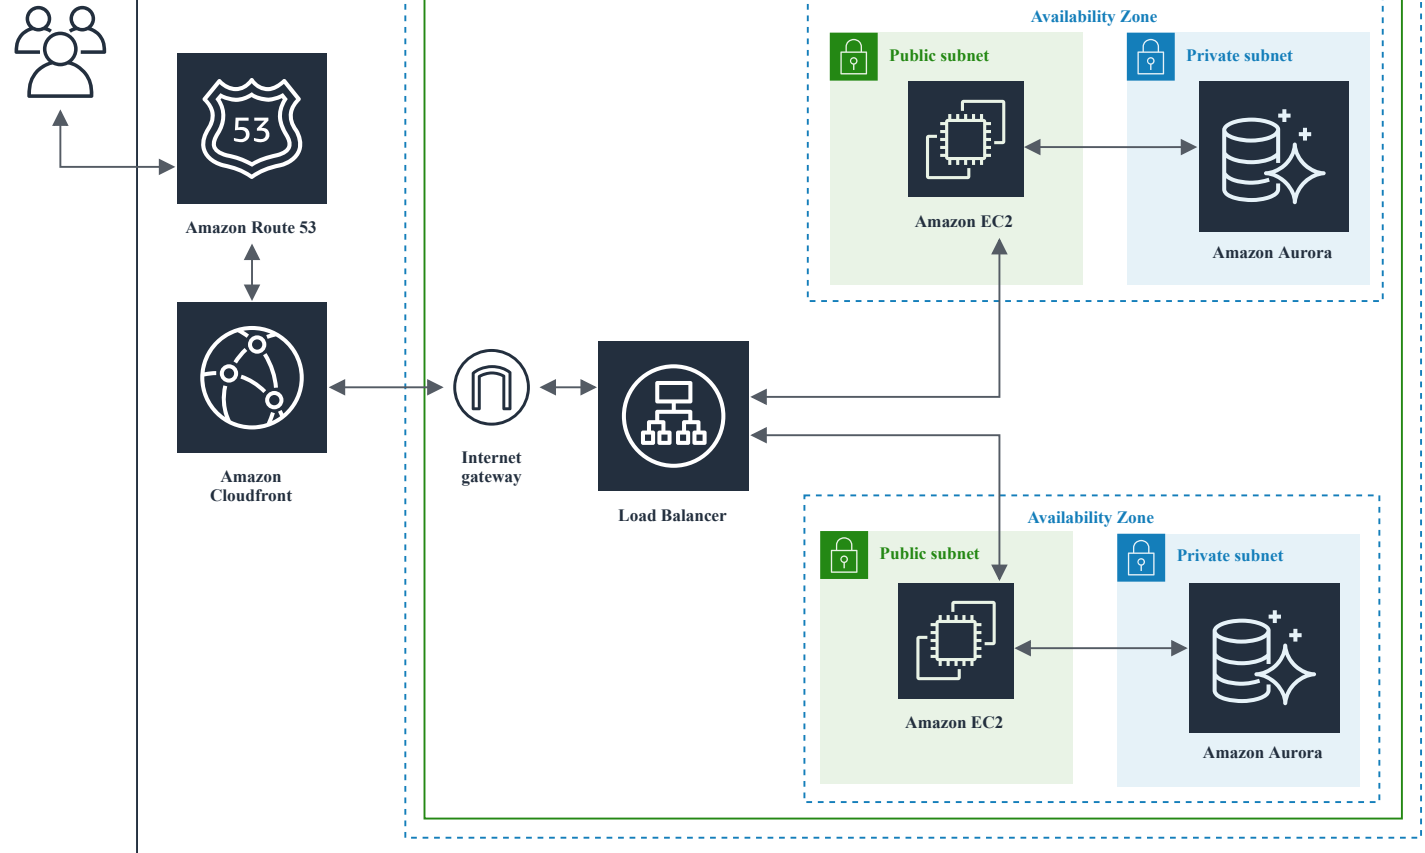 Availability Zone
Public subnet
Private subnet
53
Amazon Route 53
Amazon EC2
Amazon Aurora
Amazon
Cloudfront
Internet
gateway
Load Balancer
Availability Zone
Public subnet
Private subnet
Amazon EC2
Amazon Aurora